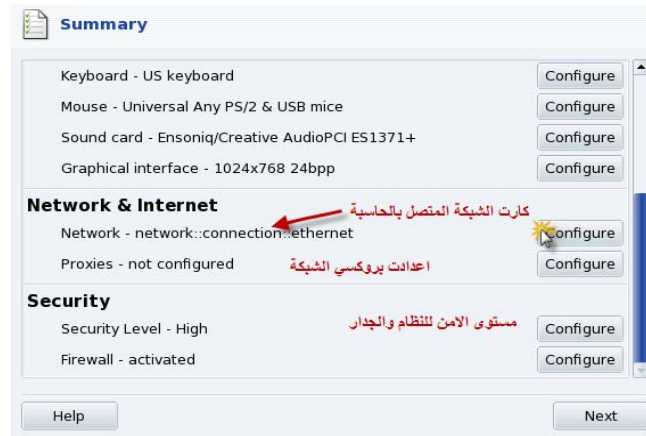 Summary
Keyboard - US keyboard Configure
Mouse - Universal Any PS/2 & USB mice Configure
Sound card - Ensoniq/Creative AudioPCI ES1371+ Configure
Graphical interface - 1024x768 24bpp Configure
Network & Internet
كارت الشبكة المتصل بالحاسبة
Network - network::connection::ethernet Configure
Proxies - not configured اعدادت بروكسي الشبكة Configure
Security
Security Level - High مستوى الامن للنظام والجدار Configure
Firewall - activated Configure
Help Next